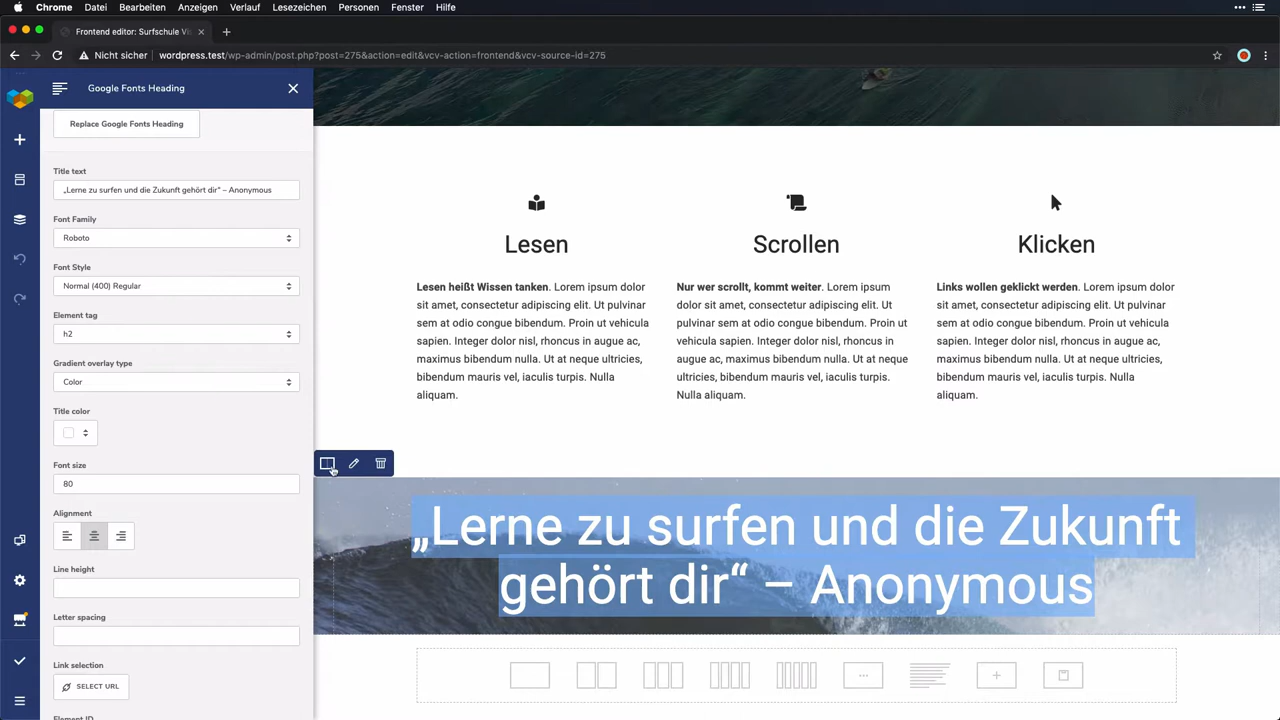 Chrome Datei Bearbeiten Anzeigen Verlauf Lesezeichen Personen Fenster Hilfe
Frontend editor: Surfschule Vi
Nicht sicher wordpress.test/wp-admin/post.php?post=275&action=edit&vcv-action=frontend&vcv-source-id=275
Google Fonts Heading
Replace Google Fonts Heading
Title text
„Lerne zu surfen und die Zukunft gehört dir“ – Anonymous
Font Family
Roboto
Font Style
Normal (400) Regular
Element tag
h2
Gradient overlay type
Color
Title color
Font size
80
Alignment
Line height
Letter spacing
Link selection
SELECT URL
Element ID
Lesen
Lesen heißt Wissen tanken. Lorem ipsum dolor
sit amet, consectetur adipiscing elit. Ut pulvinar
sem at odio congue bibendum. Proin ut vehicula
sapien. Integer dolor nisl, rhoncus in augue ac,
maximus bibendum nulla. Ut at neque ultricies,
bibendum mauris vel, iaculis turpis. Nulla
aliquam.
Scrollen
Nur wer scrollt, kommt weiter. Lorem ipsum
dolor sit amet, consectetur adipiscing elit. Ut
pulvinar sem at odio congue bibendum. Proin ut
vehicula sapien. Integer dolor nisl, rhoncus in
augue ac, maximus bibendum nulla. Ut at neque
ultricies, bibendum mauris vel, iaculis turpis.
Nulla aliquam.
Klicken
Links wollen geklickt werden. Lorem ipsum dolor
sit amet, consectetur adipiscing elit. Ut pulvinar
sem at odio congue bibendum. Proin ut vehicula
sapien. Integer dolor nisl, rhoncus in augue ac,
maximus bibendum nulla. Ut at neque ultricies,
bibendum mauris vel, iaculis turpis. Nulla
aliquam.
„Lerne zu surfen und die Zukunft
gehört dir“ – Anonymous